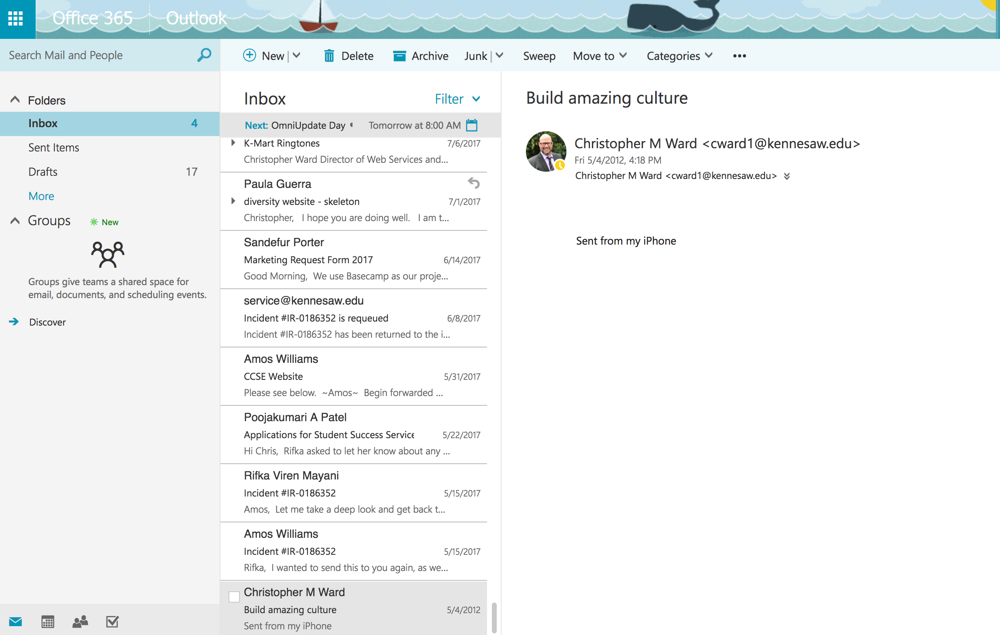 Office 365
Outlook
Search Mail and People
New
Delete
Archive
Junk
Sweep
Move to
Categories
Folders
Inbox 4
Sent Items
Drafts 17
More
Groups
New
Groups give teams a shared space for
email, documents, and scheduling events.
Discover
Inbox
Filter
Next: OmniUpdate Day Tomorrow at 8:00 AM
K-Mart Ringtones 7/6/2017
Christopher Ward Director of Web Services and...
Paula Guerra
diversity website - skeleton 7/1/2017
Christopher, I hope you are doing well. I am t...
Sandefur Porter
Marketing Request Form 2017 6/14/2017
Good Morning, We use Basecamp as our proje...
service@kennesaw.edu
Incident #IR-0186352 is requeued 6/8/2017
Incident #IR-0186352 has been returned to the i...
Amos Williams
CCSE Website 5/31/2017
Please see below. ~Amos~ Begin forwarded ...
Poojakumari A Patel
Applications for Student Success Service 5/22/2017
Hi Chris, Rifka asked to let her know about any ...
Rifka Viren Mayani
Incident #IR-0186352 5/15/2017
Amos, Let me take a deep look and get back t...
Amos Williams
Incident #IR-0186352 5/15/2017
Rifka, I wanted to send this to you again, as we...
Christopher M Ward
Build amazing culture 5/4/2012
Sent from my iPhone
Build amazing culture
Christopher M Ward <cward1@kennesaw.edu>
Fri 5/4/2012, 4:18 PM
Christopher M Ward <cward1@kennesaw.edu>
Sent from my iPhone